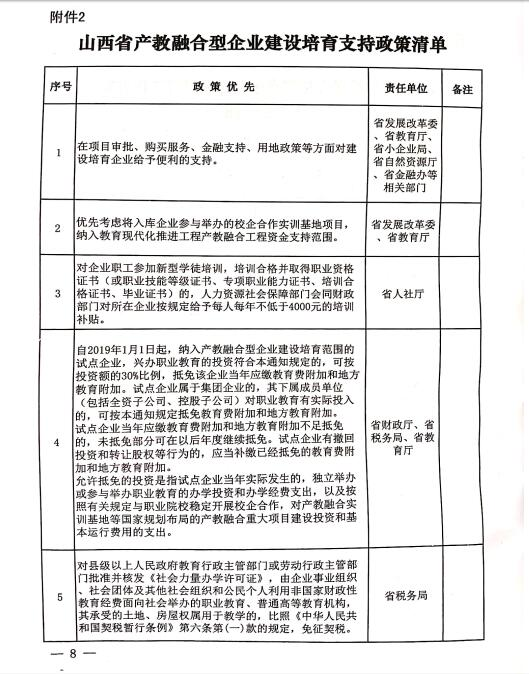 附件2
山西省产教融合型企业建设培育支持政策清单
序号
政 策 优 先
责任单位
备注
1
在项目审批、购买服务、金融支持、用地政策等方面对建
设培育企业给予便利的支持。
省发展改革委
、省教育厅、
省小企业局、
省自然资源厅
、省金融办等
相关部门
2
优先考虑将入库企业参与举办的校企合作实训基地项目，
纳入教育现代化推进工程产教融合工程资金支持范围。
省发展改革委
、省教育厅
3
对企业职工参加新型学徒培训，培训合格并取得职业资格
证书（或职业技能等级证书、专项职业能力证书、培训合
格证书、毕业证书）的，人力资源社会保障部门会同财政
部门对所在企业按规定给予每人每年不低于4000元的培训
补贴。
省人社厅
4
自2019年1月1日起，纳入产教融合型企业建设培育范围的
试点企业，兴办职业教育的投资符合本通知规定的，可按
投资额的30%比例，抵免该企业当年应缴教育费附加和地方
教育附加。试点企业属于集团企业的，其下属成员单位
（包括全资子公司、控股子公司）对职业教育有实际投入
的，可按本通知规定抵免教育费附加和地方教育附加。
试点企业当年应缴教育费附加和地方教育附加不足抵免
的，未抵免部分可在以后年度继续抵免。试点企业有撤回
投资和转让股权等行为的，应当补缴已经抵免的教育费附
加和地方教育附加。
允许抵免的投资是指试点企业当年实际发生的，独立举办
或参与举办职业教育的办学投资和办学经费支出，以及按
照有关规定与职业院校稳定开展校企合作，对产教融合实
训基地等国家规划布局的产教融合重大项目建设投资和基
本运行费用的支出。
省财政厅、省
税务局、省教
育厅
5
对县级以上人民政府教育行政主管部门或劳动行政主管部
门批准并核发《社会力量办学许可证》，由企业事业组织
、社会团体及其他社会组织和公民个人利用非国家财政性
教育经费面向社会举办的职业教育、普通高等教育机构，
其承受的土地、房屋权属用于教学的，比照《中华人民共
和国契税暂行条例》第六条第(一)款的规定，免征契税。
省税务局
— 8 —